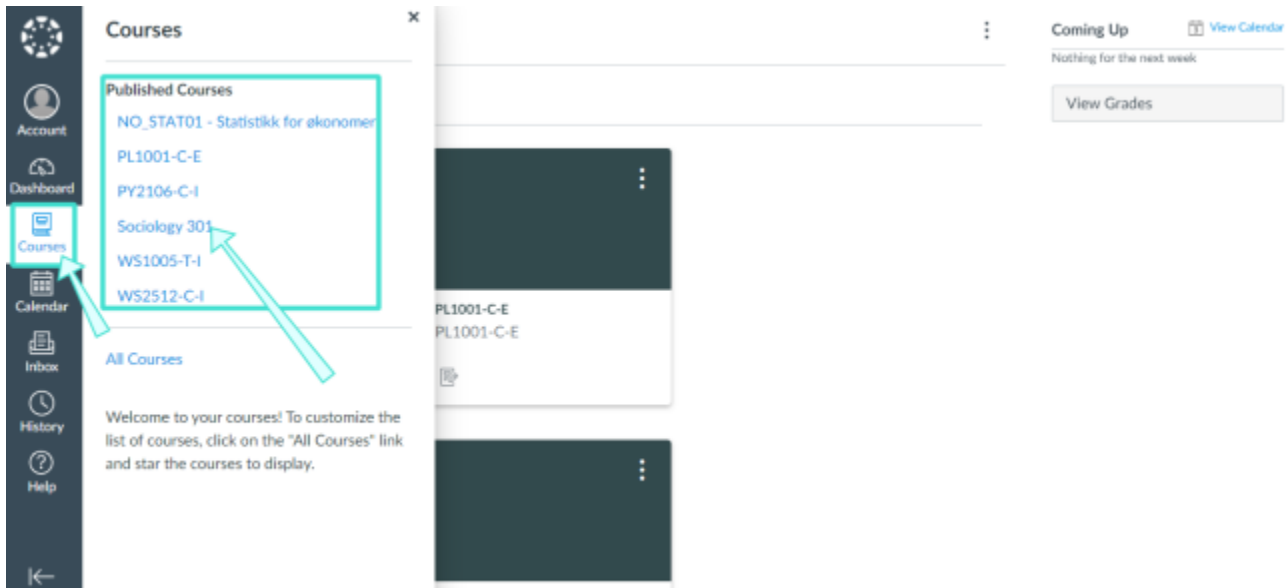 Account
Dashboard
Courses
Calendar
Inbox
History
Help
Courses
×
Published Courses
NO_STAT01 - Statistikk for økonomer
PL1001-C-E
PY2106-C-I
Sociology 301
WS1005-T-I
WS2512-C-I
All Courses
Welcome to your courses! To customize the
list of courses, click on the "All Courses" link
and star the courses to display.
PL1001-C-E
PL1001-C-E
Coming Up
View Calendar
Nothing for the next week
View Grades